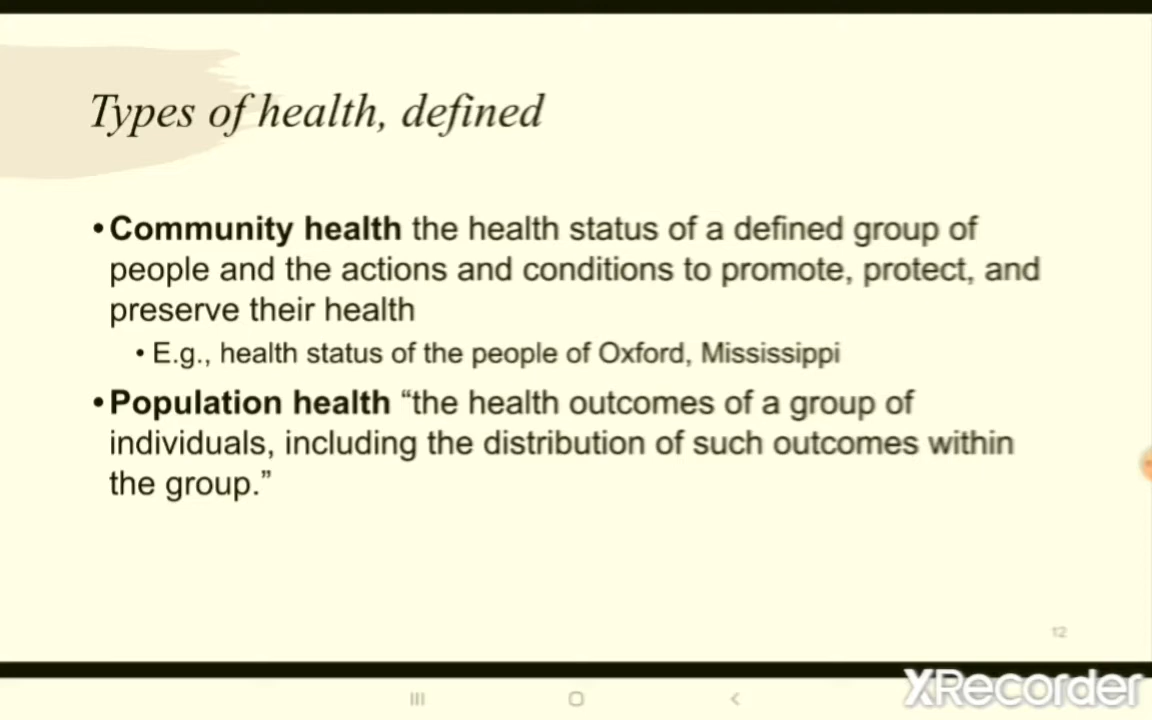 Types of health, defined
•Community health the health status of a defined group of
people and the actions and conditions to promote, protect, and
preserve their health
• E.g., health status of the people of Oxford, Mississippi
•Population health “the health outcomes of a group of
individuals, including the distribution of such outcomes within
the group.”
12
XRecorder